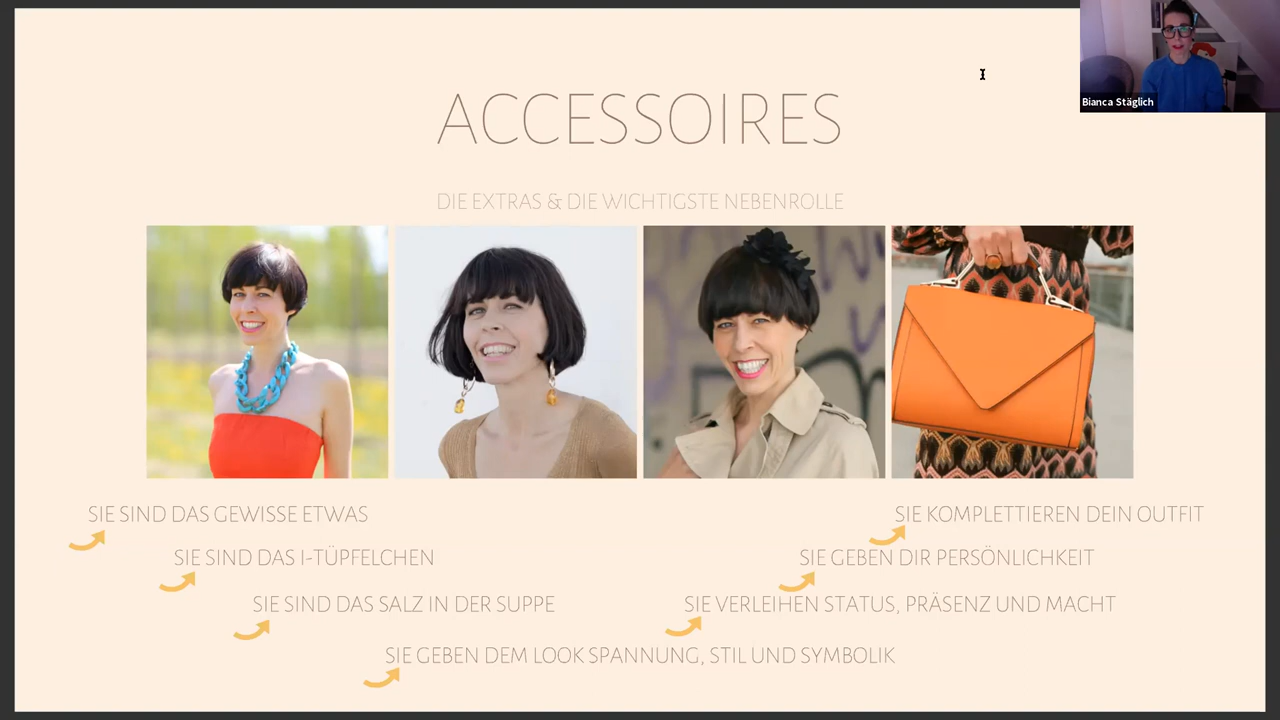 Bianca Stäglich
ACCESSOIRES
DIE EXTRAS & DIE WICHTIGSTE NEBENROLLE
SIE SIND DAS GEWISSE ETWAS
SIE SIND DAS I-TÜPFELCHEN
SIE SIND DAS SALZ IN DER SUPPE
SIE GEBEN DEM LOOK SPANNUNG, STIL UND SYMBOLIK
SIE KOMPLETTIEREN DEIN OUTFIT
SIE GEBEN DIR PERSÖNLICHKEIT
SIE VERLEIHEN STATUS, PRÄSENZ UND MACHT